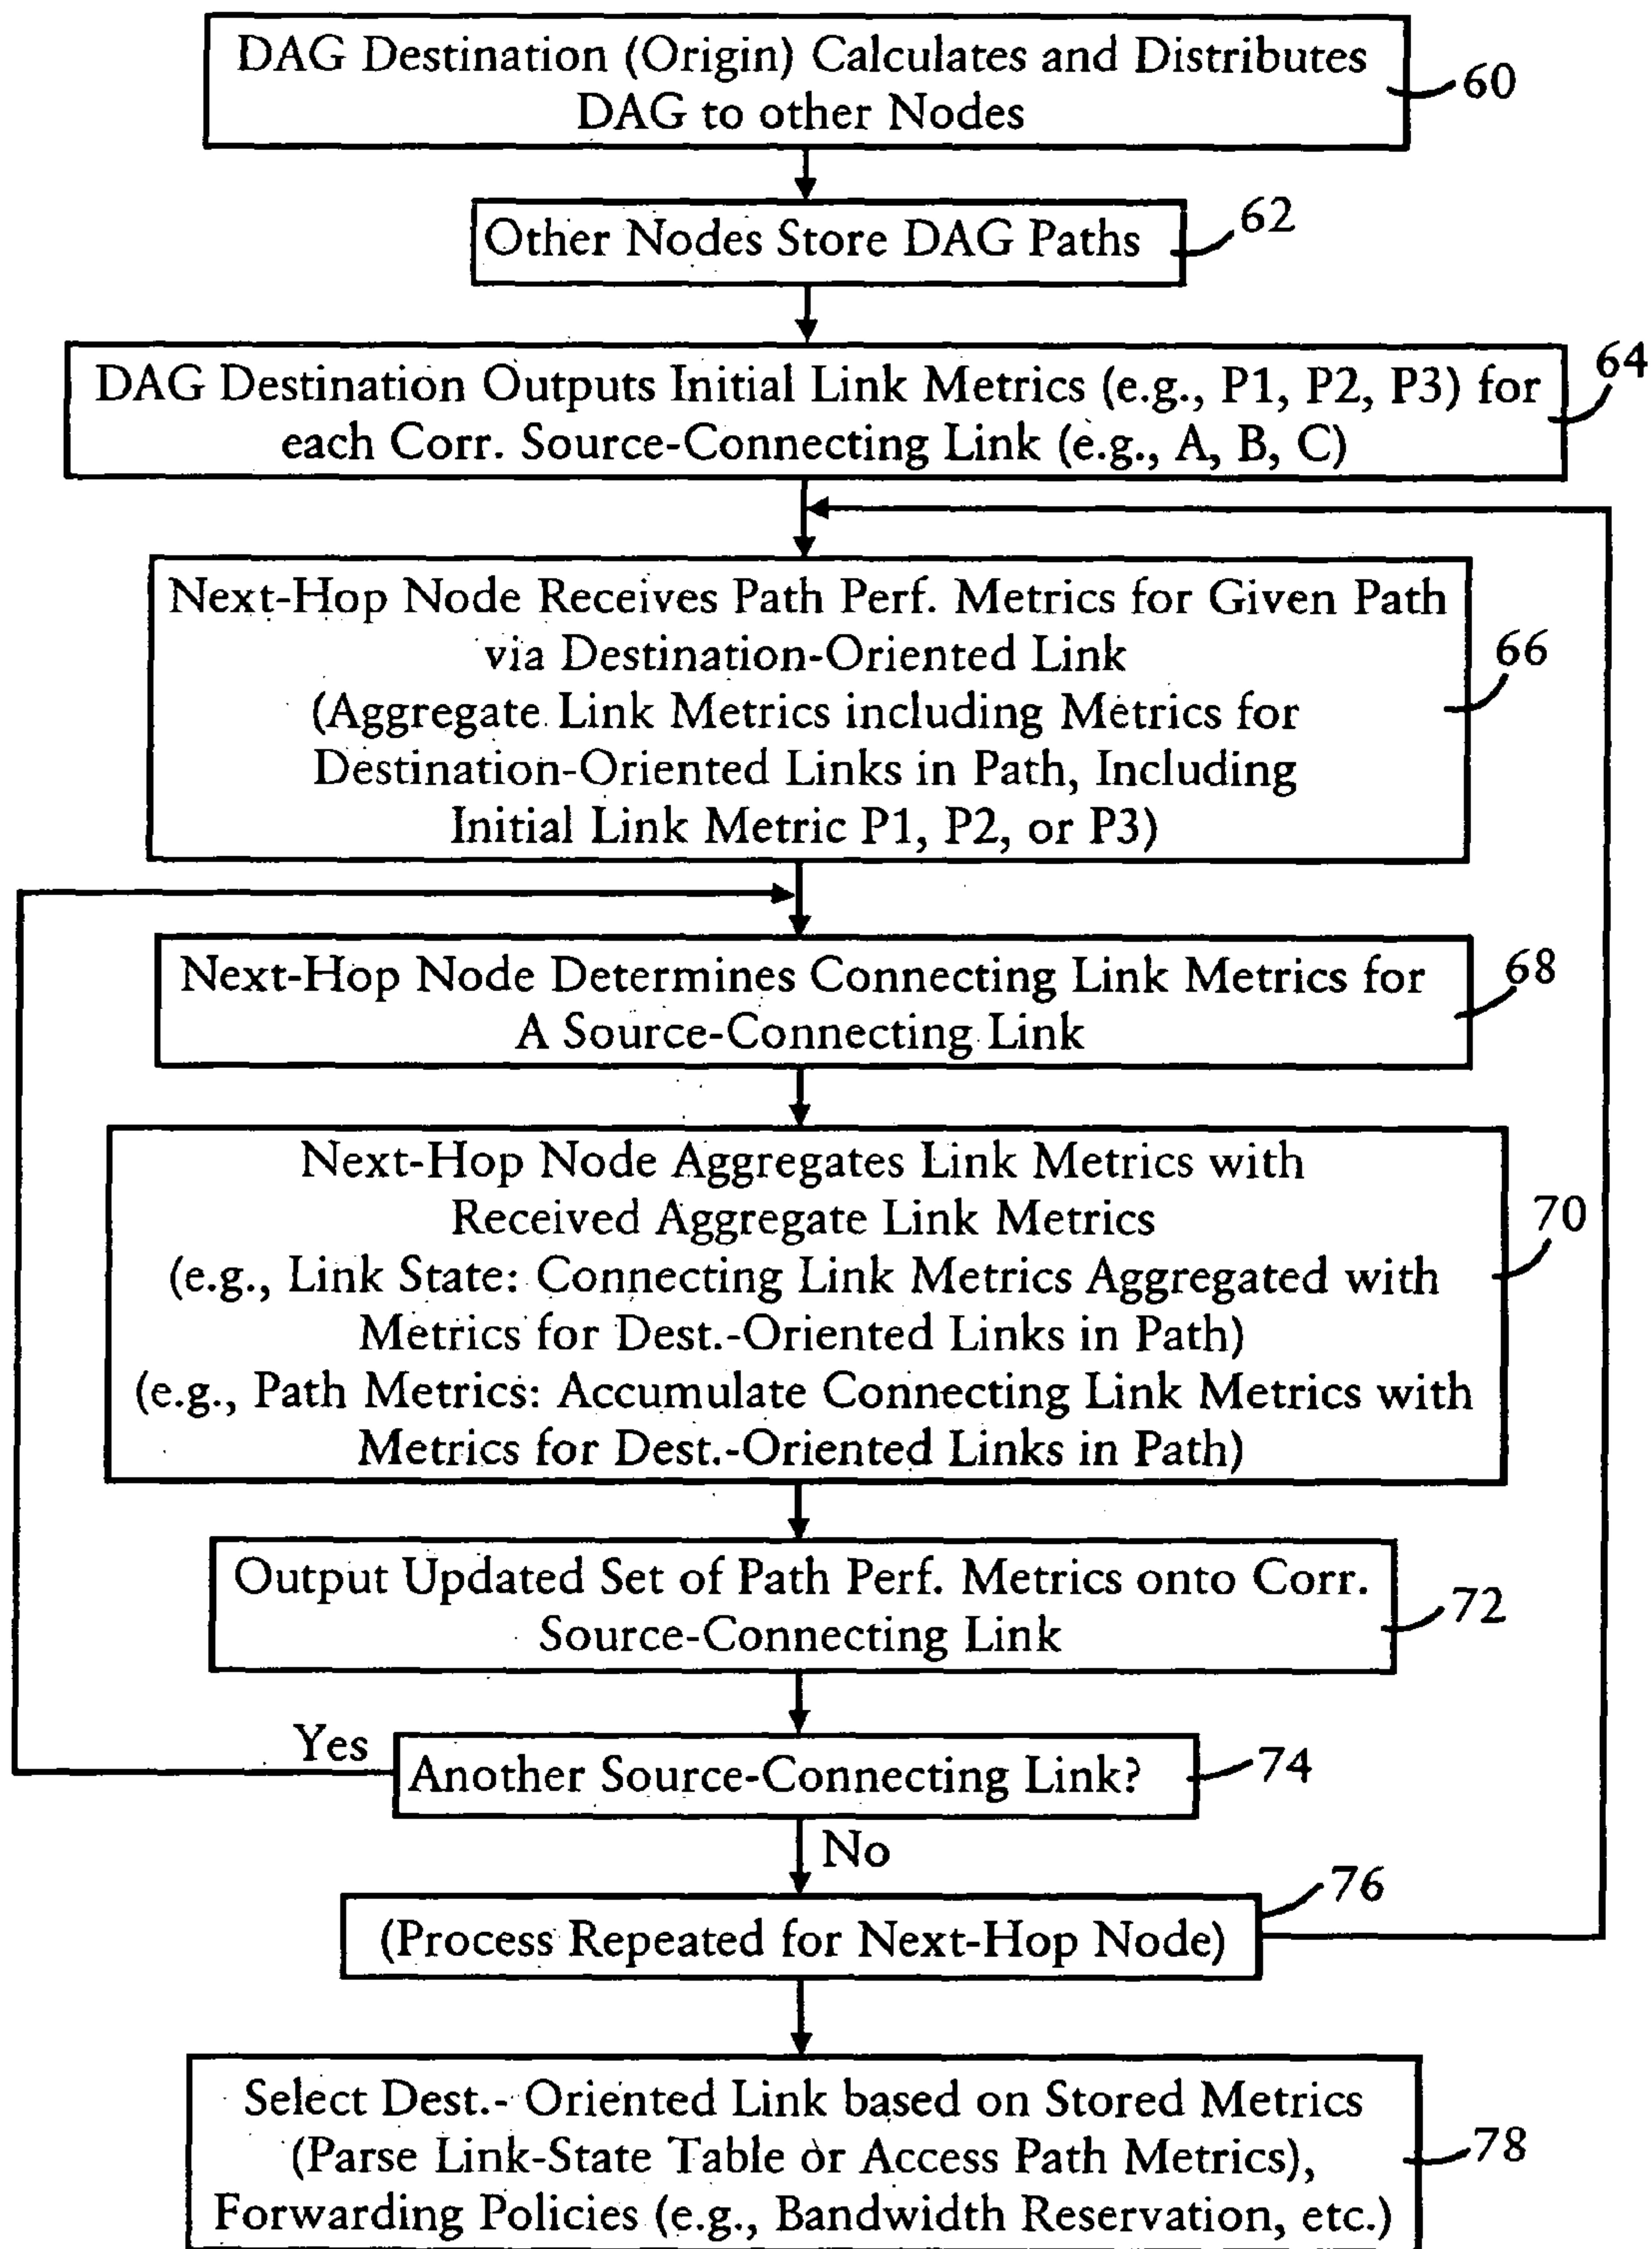 DAG Destination (Origin) Calculates and Distributes
DAG to other Nodes
60
Other Nodes Store DAG Paths
62
DAG Destination Outputs Initial Link Metrics (e.g., P1, P2, P3) for
each Corr. Source-Connecting Link (e.g., A, B, C)
64
Next-Hop Node Receives Path Perf. Metrics for Given Path
via Destination-Oriented Link
(Aggregate Link Metrics including Metrics for
Destination-Oriented Links in Path, Including
Initial Link Metric P1, P2, or P3)
66
Next-Hop Node Determines Connecting Link Metrics for
A Source-Connecting Link
68
Next-Hop Node Aggregates Link Metrics with
Received Aggregate Link Metrics
(e.g., Link State: Connecting Link Metrics Aggregated with
Metrics for Dest.-Oriented Links in Path)
(e.g., Path Metrics: Accumulate Connecting Link Metrics with
Metrics for Dest.-Oriented Links in Path)
70
Output Updated Set of Path Perf. Metrics onto Corr.
Source-Connecting Link
72
Yes
Another Source-Connecting Link?
74
No
(Process Repeated for Next-Hop Node)
76
Select Dest.- Oriented Link based on Stored Metrics
(Parse Link-State Table or Access Path Metrics),
Forwarding Policies (e.g., Bandwidth Reservation, etc.)
78